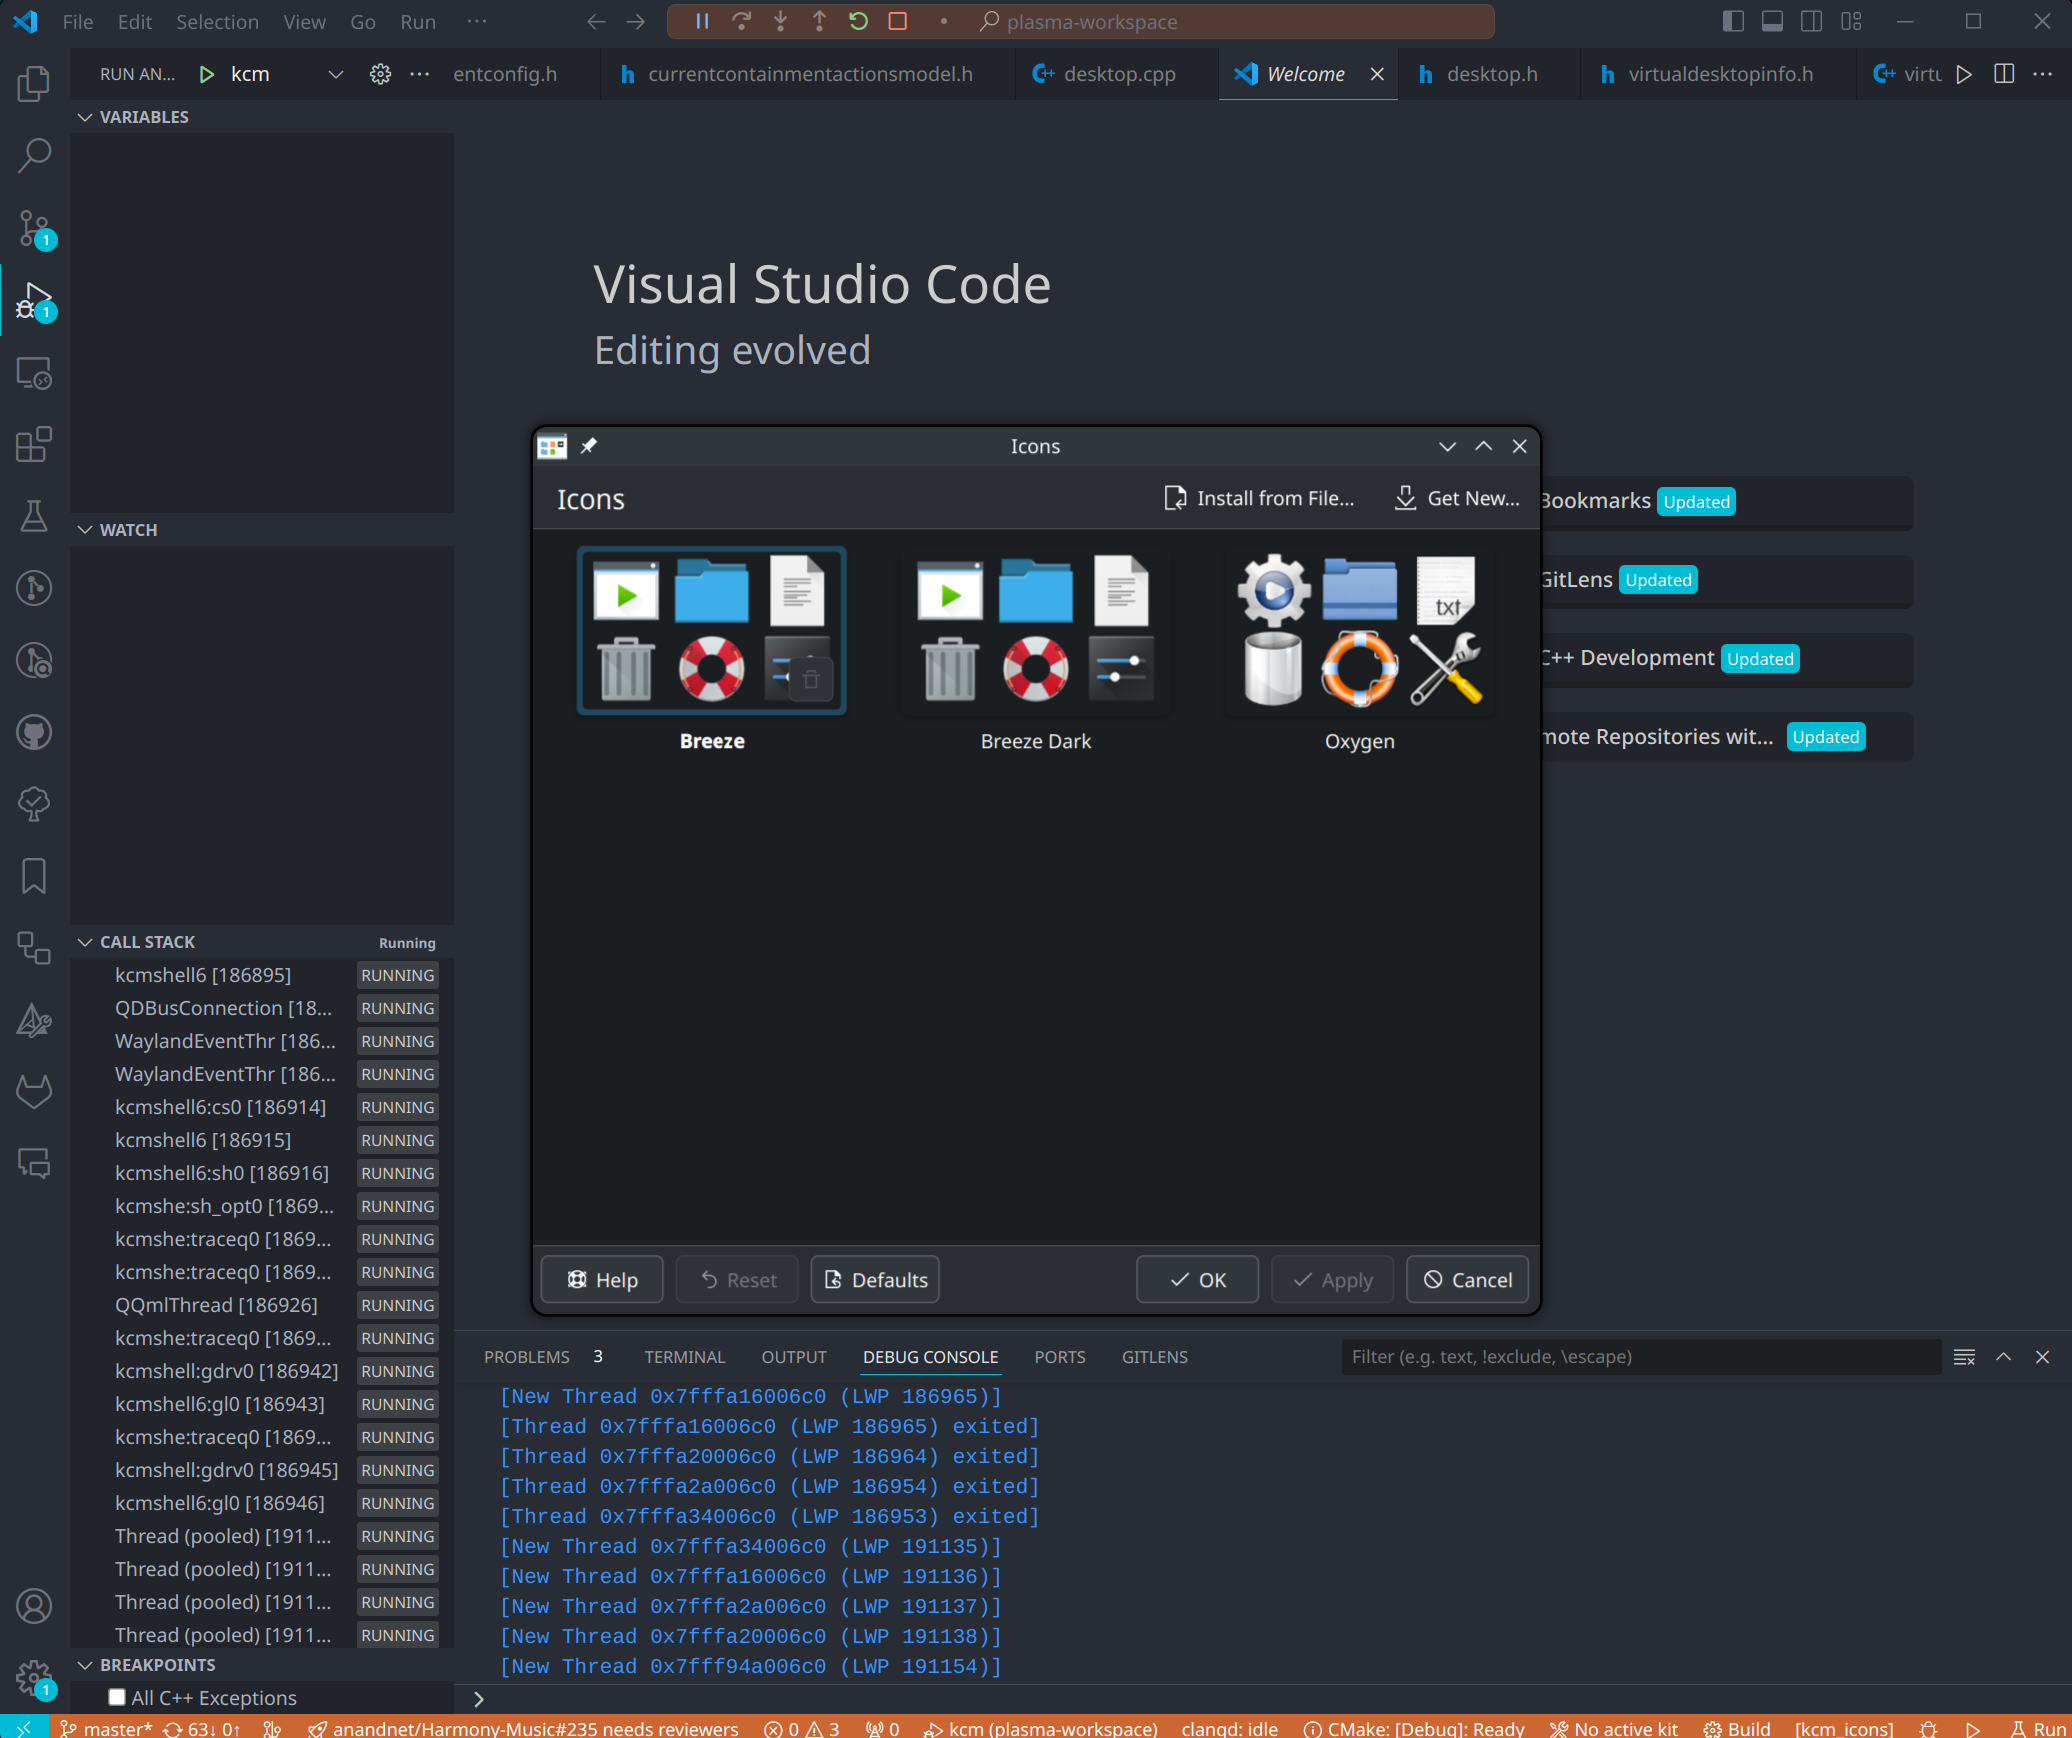 File Edit Selection View Go Run ···
plasma-workspace
RUN AN... kcm ···
entconfig.h currentcontainmentactionsmodel.h desktop.cpp Welcome desktop.h virtualdesktopinfo.h
VARIABLES
1
1
WATCH
CALL STACK Running
kcmshell6 [186895] RUNNING
QDBusConnection [18... RUNNING
WaylandEventThr [186... RUNNING
WaylandEventThr [186... RUNNING
kcmshell6:cs0 [186914] RUNNING
kcmshell6 [186915] RUNNING
kcmshell6:sh0 [186916] RUNNING
kcmshe:sh_opt0 [1869... RUNNING
kcmshe:traceq0 [1869... RUNNING
kcmshe:traceq0 [1869... RUNNING
QQmlThread [186926] RUNNING
kcmshe:traceq0 [1869... RUNNING
kcmshell:gdrv0 [186942] RUNNING
kcmshell6:gl0 [186943] RUNNING
kcmshe:traceq0 [1869... RUNNING
kcmshell:gdrv0 [186945] RUNNING
kcmshell6:gl0 [186946] RUNNING
Thread (pooled) [1911... RUNNING
Thread (pooled) [1911... RUNNING
Thread (pooled) [1911... RUNNING
Thread (pooled) [1911... RUNNING
BREAKPOINTS
1
All C++ Exceptions
Visual Studio Code
Editing evolved
Bookmarks Updated
GitLens Updated
C++ Development Updated
mote Repositories wit... Updated
Icons
Icons Install from File... Get New...
txt
Breeze Breeze Dark Oxygen
Help Reset Defaults OK Apply Cancel
PROBLEMS 3 TERMINAL OUTPUT DEBUG CONSOLE PORTS GITLENS Filter (e.g. text, !exclude, \escape)
[New Thread 0x7fffa16006c0 (LWP 186965)]
[Thread 0x7fffa16006c0 (LWP 186965) exited]
[Thread 0x7fffa20006c0 (LWP 186964) exited]
[Thread 0x7fffa2a006c0 (LWP 186954) exited]
[Thread 0x7fffa34006c0 (LWP 186953) exited]
[New Thread 0x7fffa34006c0 (LWP 191135)]
[New Thread 0x7fffa16006c0 (LWP 191136)]
[New Thread 0x7fffa2a006c0 (LWP 191137)]
[New Thread 0x7fffa20006c0 (LWP 191138)]
[New Thread 0x7fff94a006c0 (LWP 191154)]
master* 63↓ 0↑ anandnet/Harmony-Music#235 needs reviewers 0 3 0 kcm (plasma-workspace) clangd: idle CMake: [Debug]: Ready No active kit Build [kcm_icons] Run